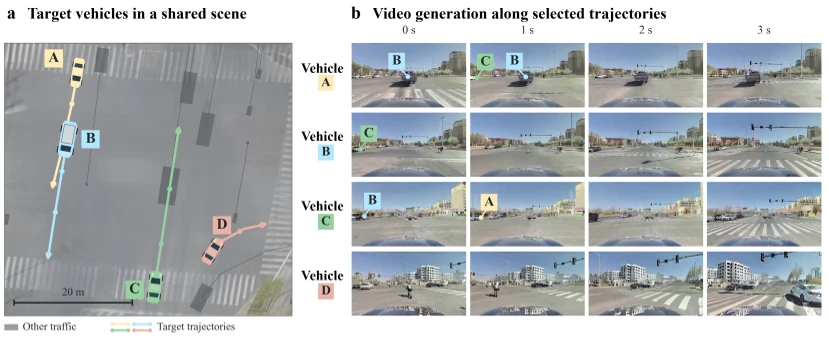 a Target vehicles in a shared scene
A
B
C
D
20 m
Other traffic
Target trajectories
b Video generation along selected trajectories
0 s 1 s 2 s 3 s
Vehicle
A
B
C
B
Vehicle
B
C
Vehicle
C
B
A
Vehicle
D